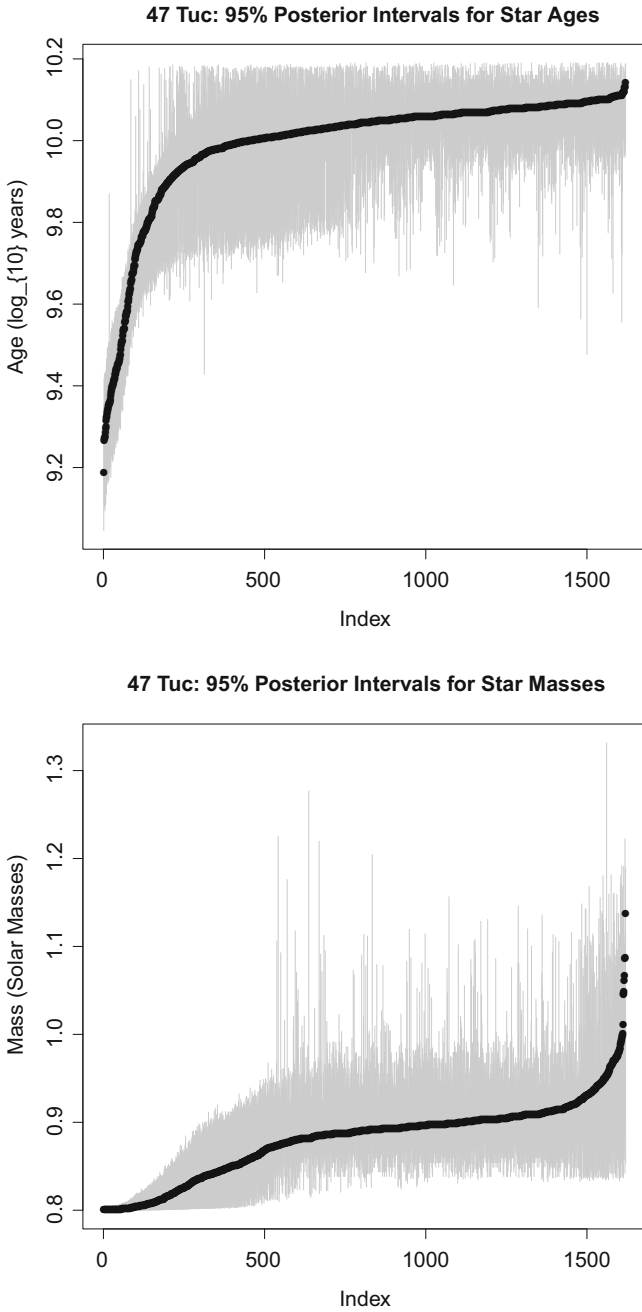 47 Tuc: 95% Posterior Intervals for Star Ages
10.2
10.0
9.8
9.6
9.4
9.2
Age (log_{10} years)
0 500 1000 1500
Index
47 Tuc: 95% Posterior Intervals for Star Masses
1.3
1.2
1.1
1.0
0.9
0.8
Mass (Solar Masses)
0 500 1000 1500
Index